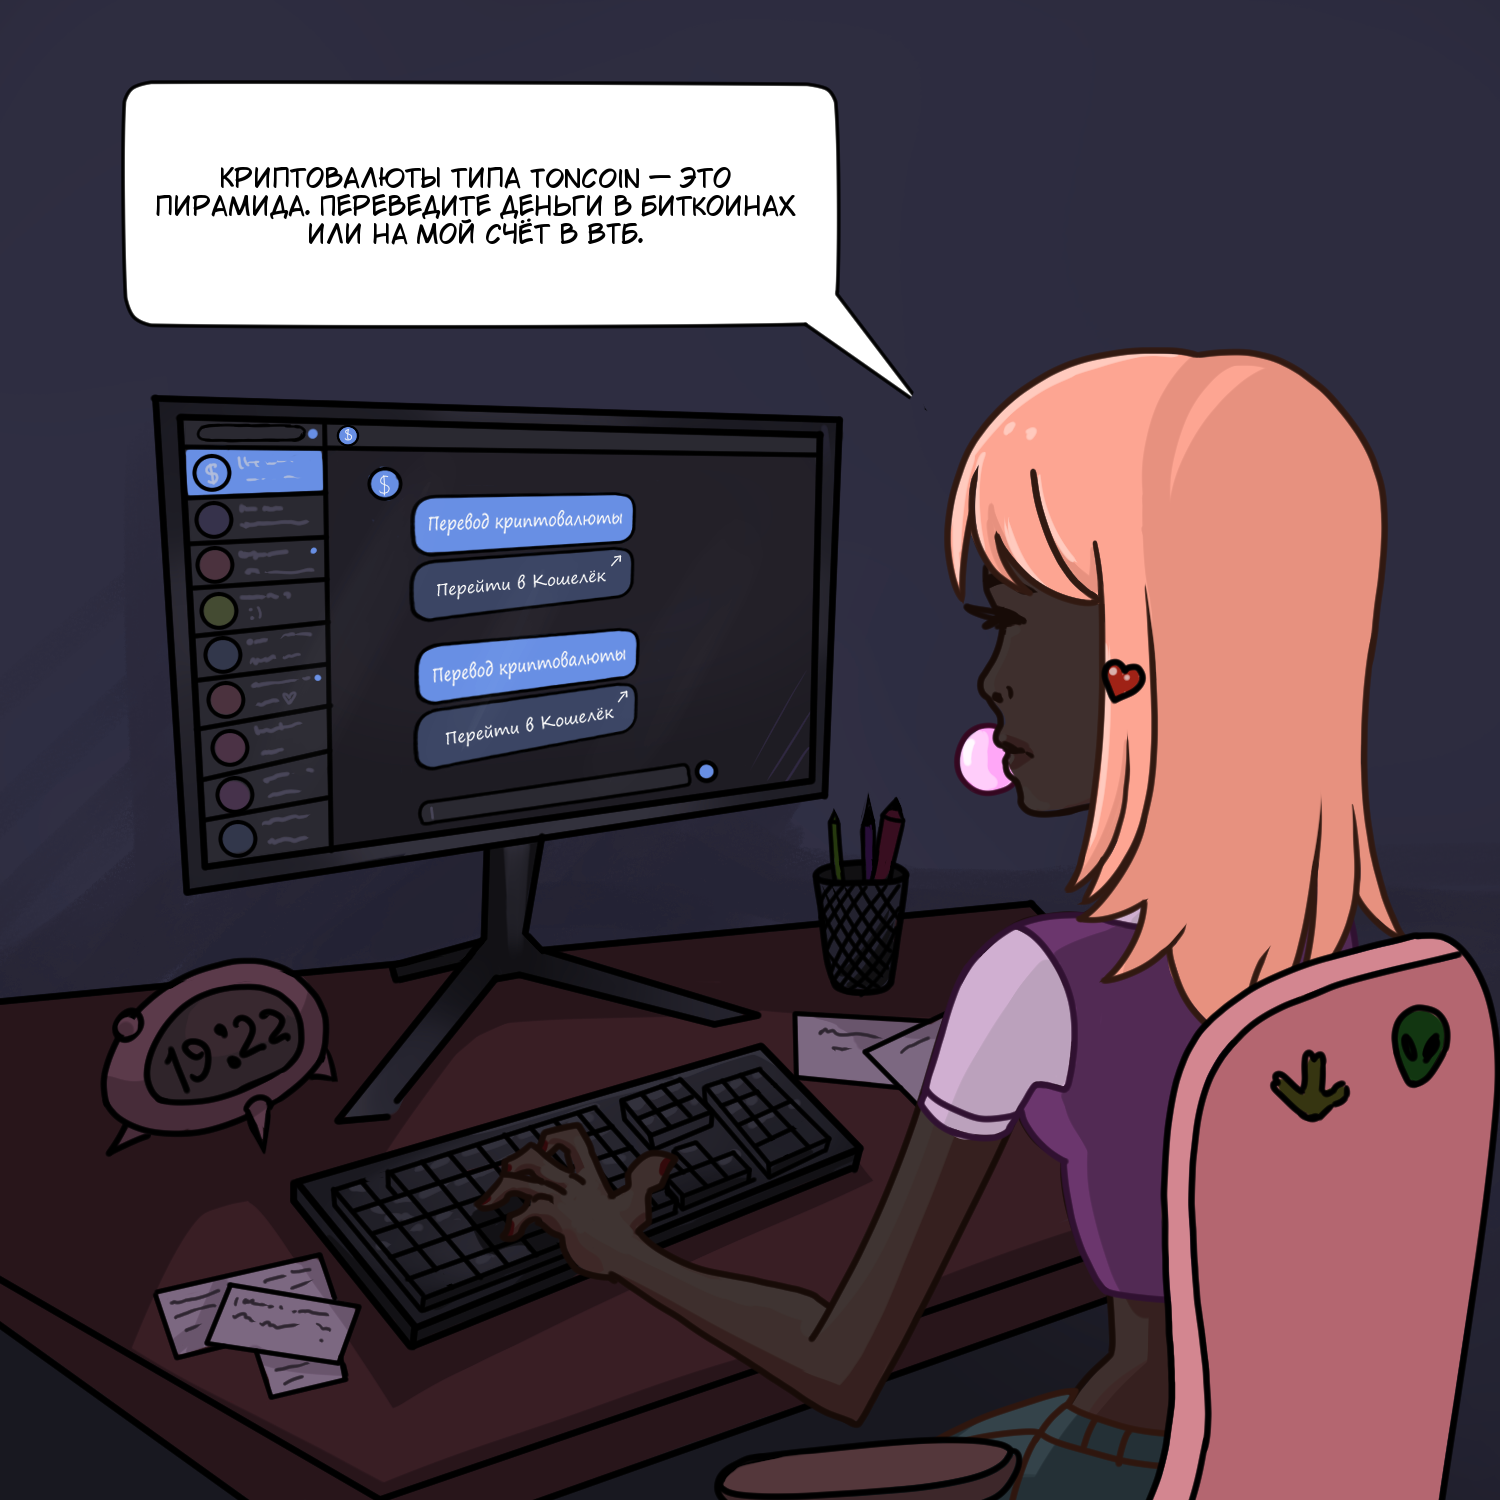 КРИПТОВАЛЮТЫ ТИПА TONCOIN — ЭТО
ПИРАМИДА. ПЕРЕВЕДИТЕ ДЕНЬГИ В БИТКОИНАХ
ИЛИ НА МОЙ СЧЁТ В ВТБ.
$
$
$
Перевод криптовалюты
Перейти в Кошелёк
:)
Перевод криптовалюты
Перейти в Кошелёк
19:22